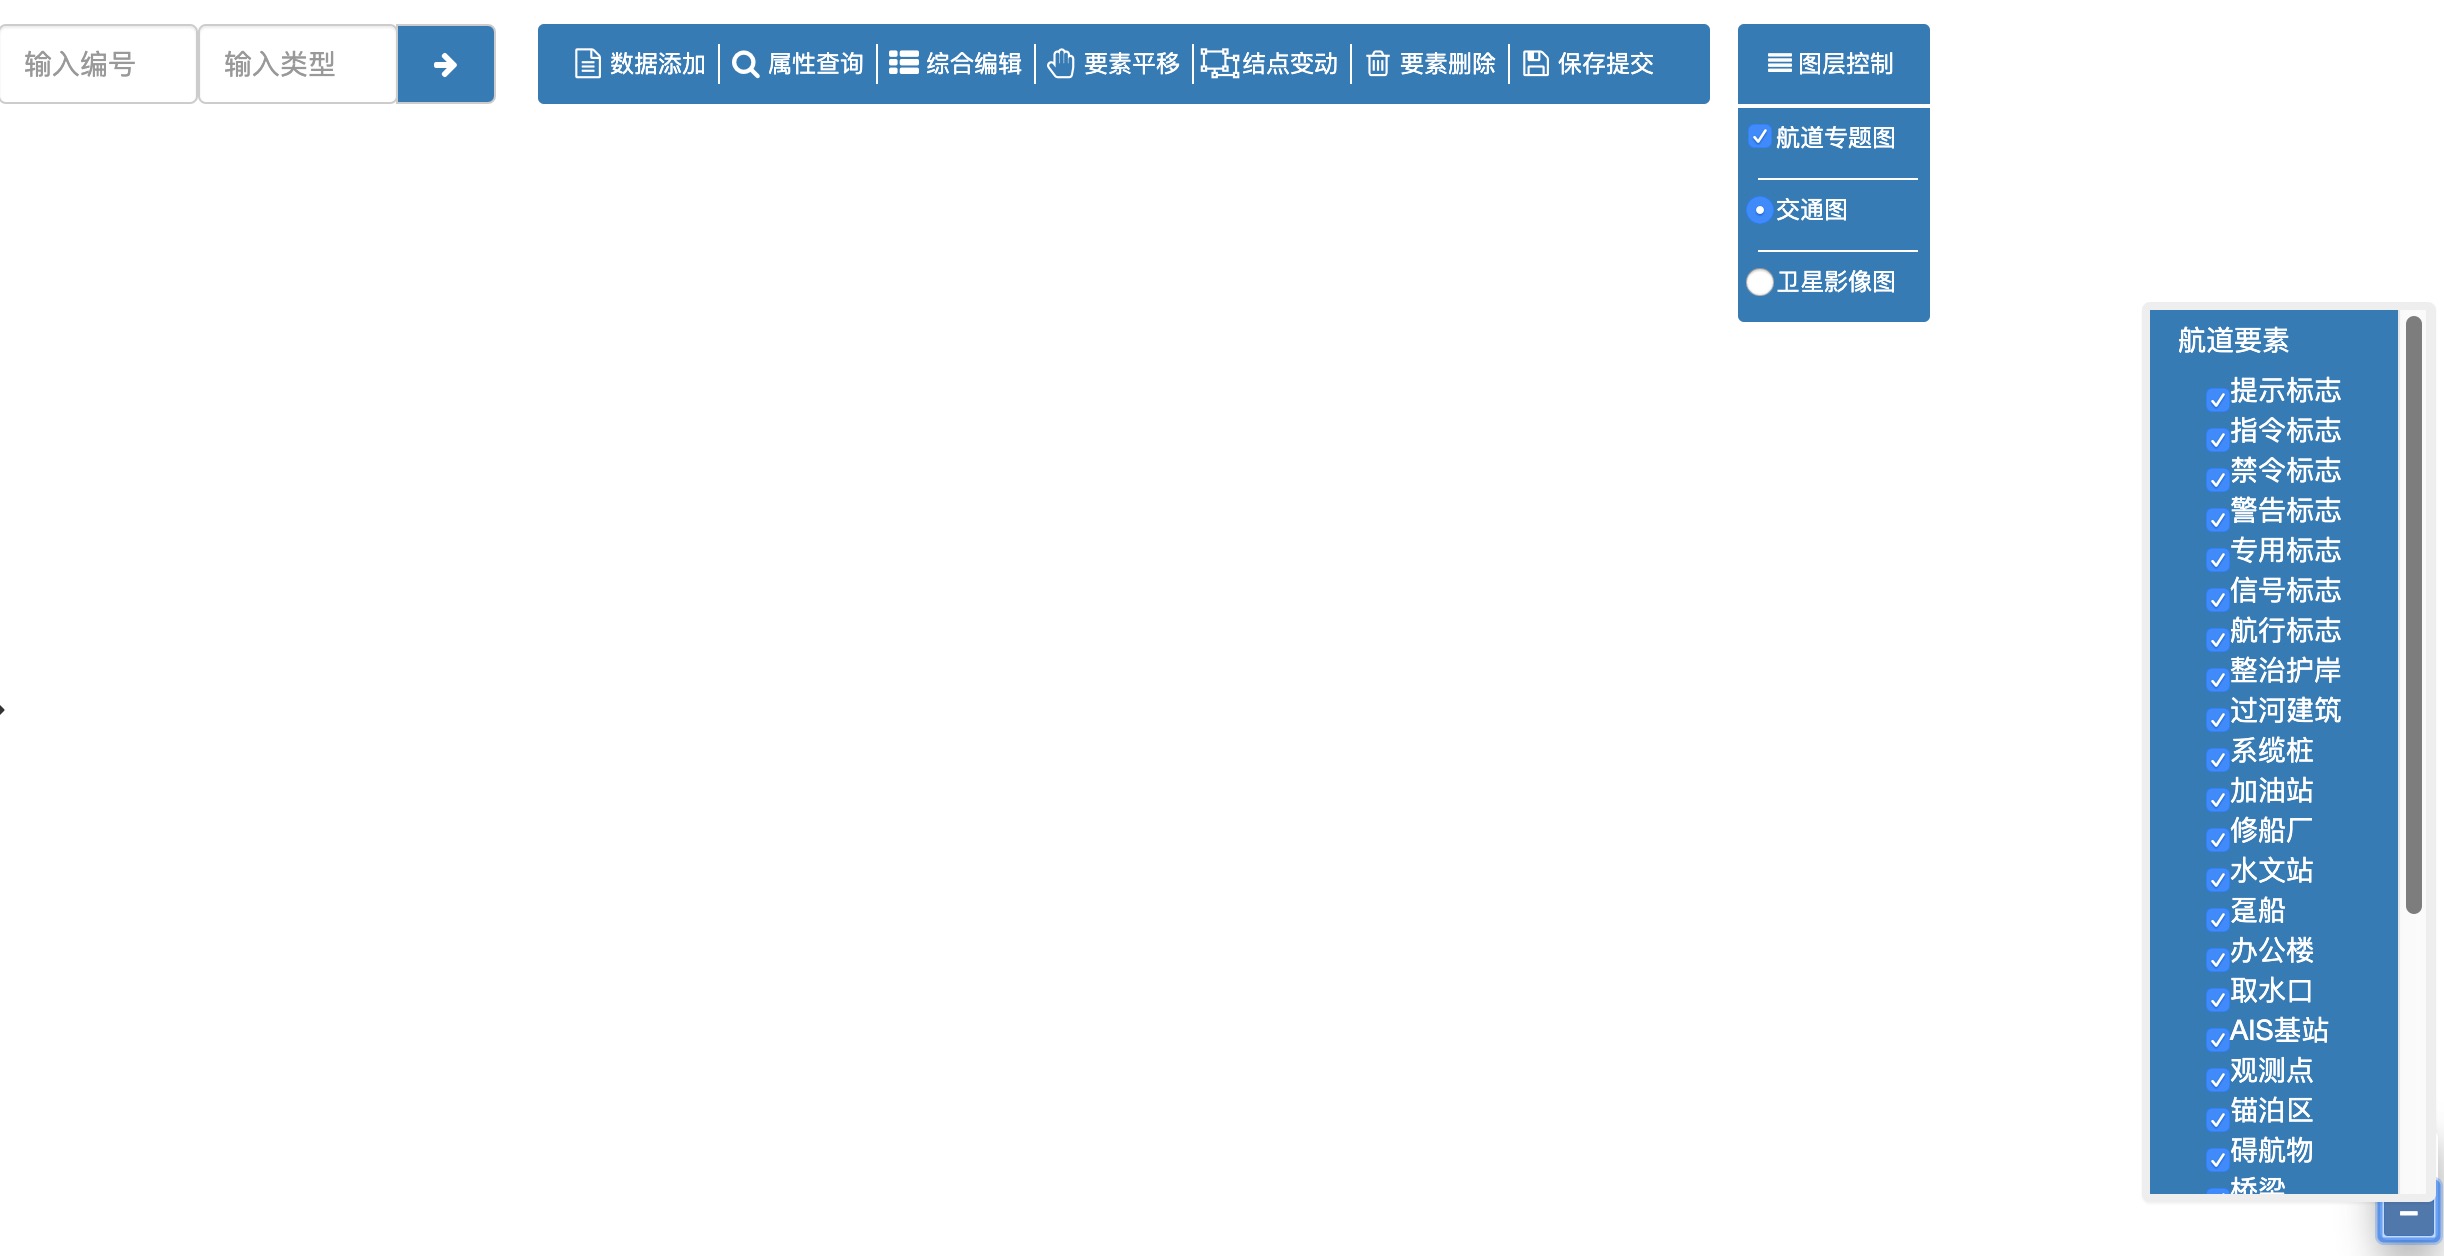 输入编号 输入类型 数据添加 属性查询 综合编辑 要素平移 结点变动 要素删除 保存提交 图层控制
航道专题图
交通图
卫星影像图
航道要素
提示标志
指令标志
禁令标志
警告标志
专用标志
信号标志
航行标志
整治护岸
过河建筑
系缆桩
加油站
修船厂
水文站
趸船
办公楼
取水口
AIS基站
观测点
锚泊区
碍航物
桥梁